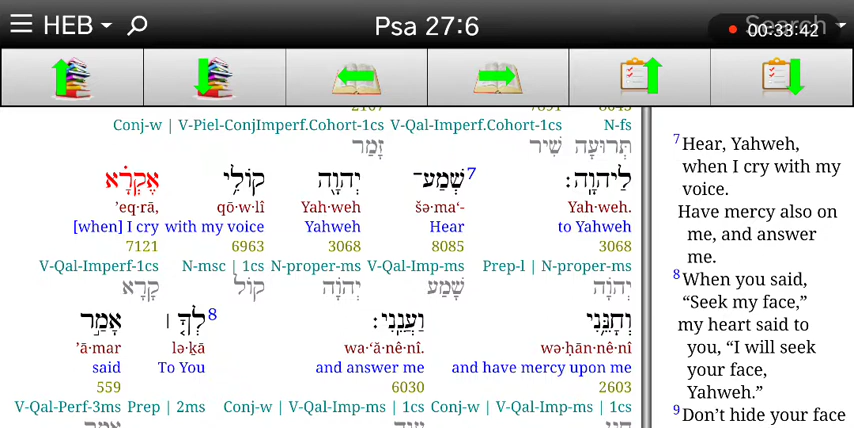 HEB
Psa 27:6
Search
00:33:42
2167 7891 8643
Conj-w | V-Piel-ConjImperf.Cohort-1cs V-Qal-Imperf.Cohort-1cs N-fs
תְּרוּעָה שִׁיר זָמַר
לַיהוָֽה׃ 7 שְׁמַע־ יְהוָ֖ה קוֹלִ֥י אֶקְרָ֗א
’eq·rā, qō·w·lî Yah·weh šə·ma‘- Yah·weh.
[when] I cry with my voice Yahweh Hear to Yahweh
7121 6963 3068 8085 3068
V-Qal-Imperf-1cs N-msc | 1cs N-proper-ms V-Qal-Imp-ms Prep-l | N-proper-ms
יְהוָֹה שָׁמַע יְהוָֹה קוֹל קָרָא
וְחָנֵּ֥נִי וַעֲנֵֽנִי׃ 8 לְךָ֤ ׀ אָמַ֣ר
’ā·mar lə·ḵā wa·‘ă·nê·nî. wə·ḥān·nê·nî
said To You and answer me and have mercy upon me
559 6030 2603
V-Qal-Perf-3ms Prep | 2ms Conj-w | V-Qal-Imp-ms | 1cs Conj-w | V-Qal-Imp-ms | 1cs
7 Hear, Yahweh,
when I cry with my
voice.
Have mercy also on
me, and answer
me.
8 When you said,
“Seek my face,”
my heart said to
you, “I will seek
your face,
Yahweh.”
9 Don’t hide your face